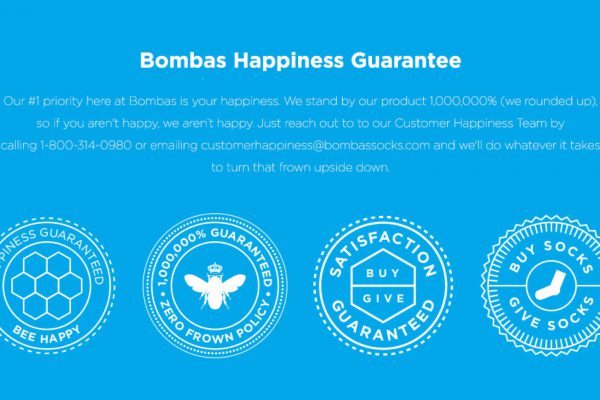 Bombas Happiness Guarantee
Our #1 priority here at Bombas is your happiness. We stand by our product 1,000,000% (we rounded up),
so if you aren't happy, we aren't happy. Just reach out to to our Customer Happiness Team by
calling 1-800-314-0980 or emailing customerhappiness@bombassocks.com and we'll do whatever it takes
to turn that frown upside down.
PINESS GUARANTEED
BEE HAPPY
1,000,000% GUARANTEED
ZERO FROWN POLICY
SATISFACTION
BUY
GIVE
GUARANTEED
BUY SOCKS
GIVE SOCKS